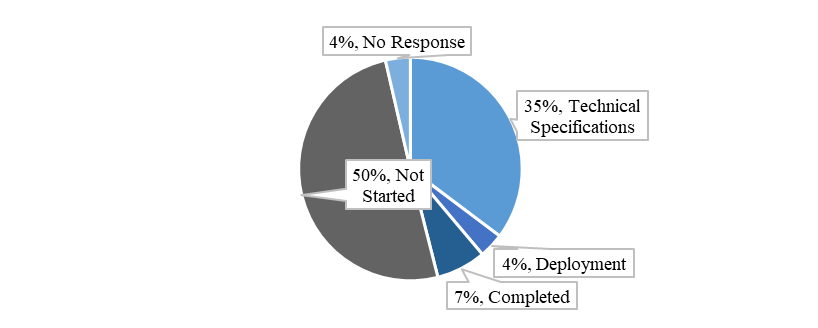 4%, No Response
35%, Technical
Specifications
50%, Not
Started
4%, Deployment
7%, Completed